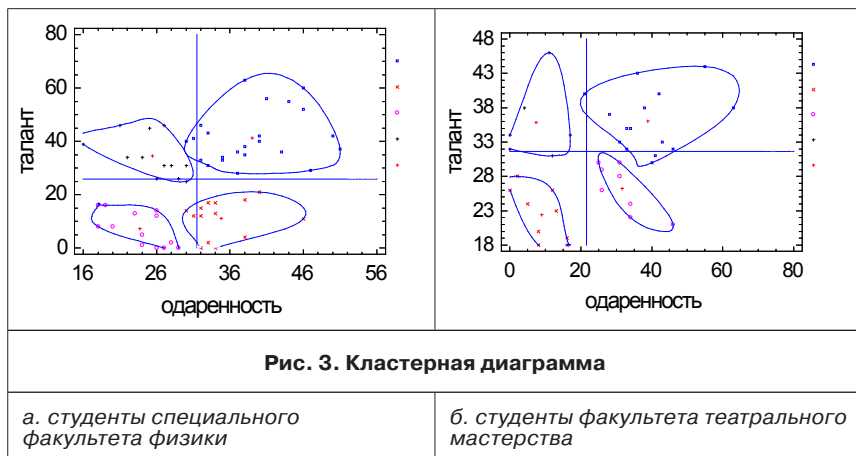 80
60
40
20
0
талант
16 26 36 46 56
одаренность
48
43
38
33
28
23
18
талант
0 20 40 60 80
одаренность
Рис. 3. Кластерная диаграмма
а. студенты специального
факультета физики
б. студенты факультета театрального
мастерства